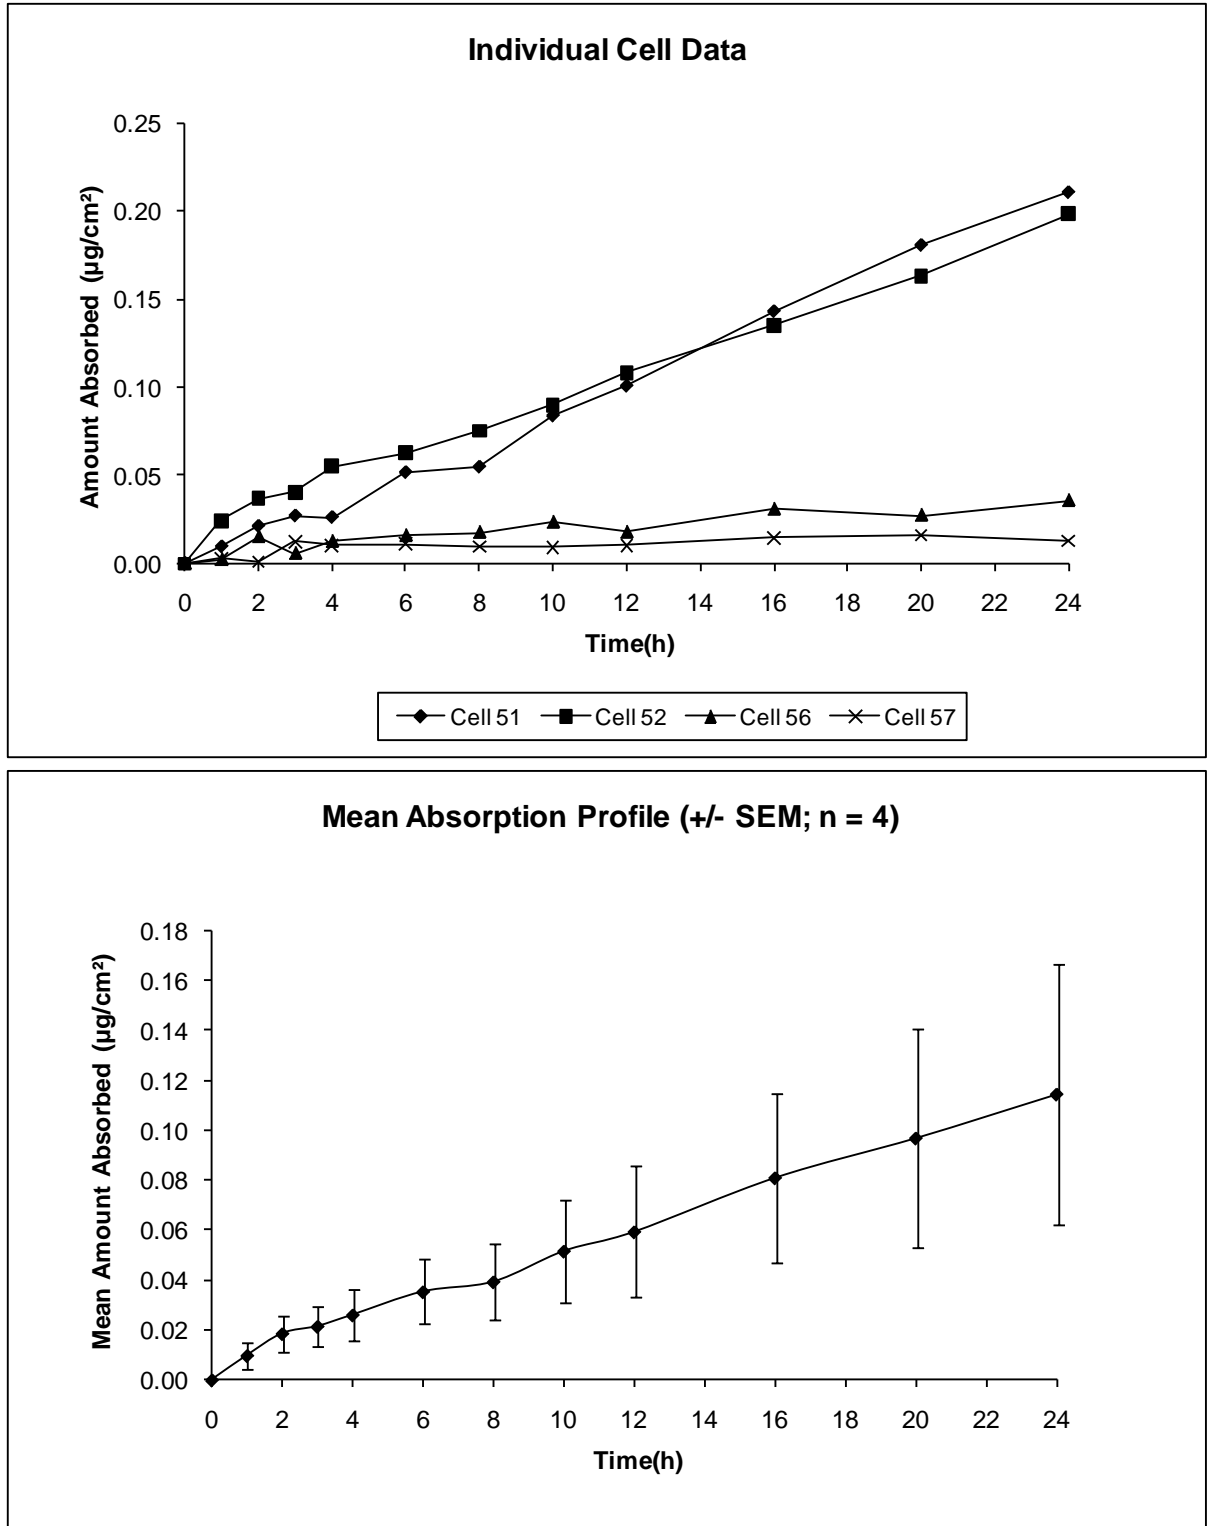 Individual Cell Data
Amount Absorbed (µg/cm²)
0.25
0.20
0.15
0.10
0.05
0.00
0 2 4 6 8 10 12 14 16 18 20 22 24
Time(h)
Cell 51 Cell 52 Cell 56 Cell 57
Mean Absorption Profile (+/- SEM; n = 4)
Mean Amount Absorbed (µg/cm²)
0.18
0.16
0.14
0.12
0.10
0.08
0.06
0.04
0.02
0.00
0 2 4 6 8 10 12 14 16 18 20 22 24
Time(h)